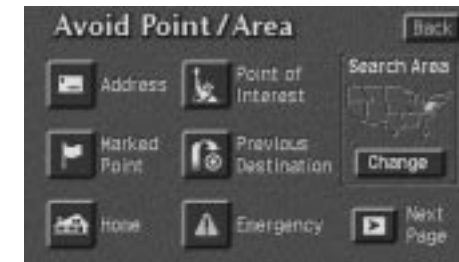 Avoid Point/Area
Back
Address
Point of
Interest
Search Area
Marked
Point
Previous
Destination
Change
Home
Emergency
Next
Page